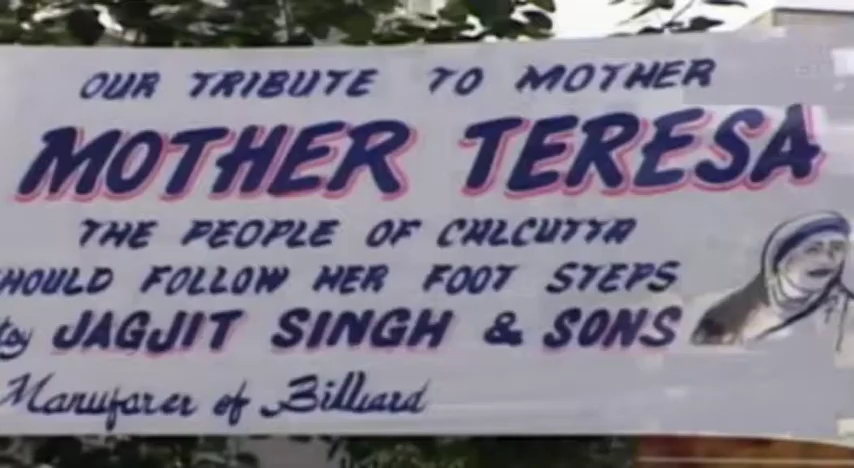 OUR TRIBUTE TO MOTHER
MOTHER TERESA
THE PEOPLE OF CALCUTTA
HOULD FOLLOW HER FOOT STEPS
by JAGJIT SINGH & SONS
Manufarer of Billiard